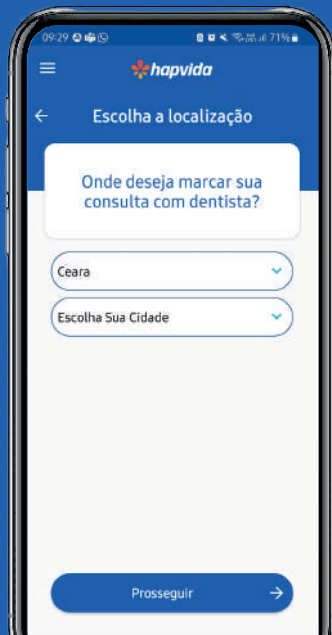 09:29
71%
hapvida
Escolha a localização
Onde deseja marcar sua
consulta com dentista?
Ceara
Escolha Sua Cidade
Prosseguir